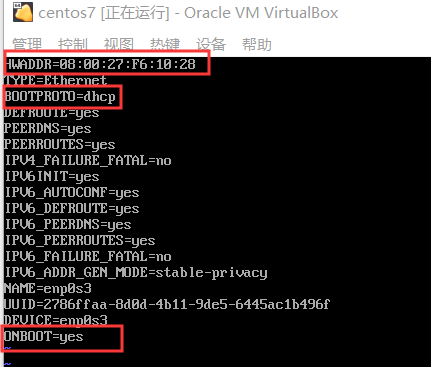 centos7 [正在运行] - Oracle VM VirtualBox
管理 控制 视图 热键 设备 帮助
HWADDR=08:00:27:F6:10:28
TYPE=Ethernet
BOOTPROTO=dhcp
DEFROUTE=yes
PEERDNS=yes
PEERROUTES=yes
IPV4_FAILURE_FATAL=no
IPV6INIT=yes
IPV6_AUTOCONF=yes
IPV6_DEFROUTE=yes
IPV6_PEERDNS=yes
IPV6_PEERROUTES=yes
IPV6_FAILURE_FATAL=no
IPV6_ADDR_GEN_MODE=stable-privacy
NAME=enp0s3
UUID=2786ffaa-8d0d-4b11-9de5-6445ac1b496f
DEVICE=enp0s3
ONBOOT=yes
~
~